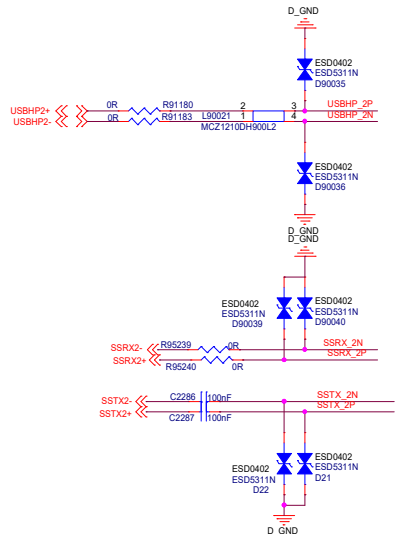 D_GND
ESD0402
ESD5311N
D90035
USBHP2+ 0R R91180 2 3 USBHP_2P
USBHP2- 0R R91183 L90021 1 4 USBHP_2N
MCZ1210DH900L2
ESD0402
ESD5311N
D90036
D_GND
D_GND
ESD0402 ESD0402
ESD5311N ESD5311N
D90039 D90040
SSRX2- R95239 0R SSRX_2N
SSRX2+ R95240 0R SSRX_2P
SSTX2- C2286 100nF SSTX_2N
SSTX2+ C2287 100nF SSTX_2P
ESD0402 ESD0402
ESD5311N ESD5311N
D22 D21
D_GND